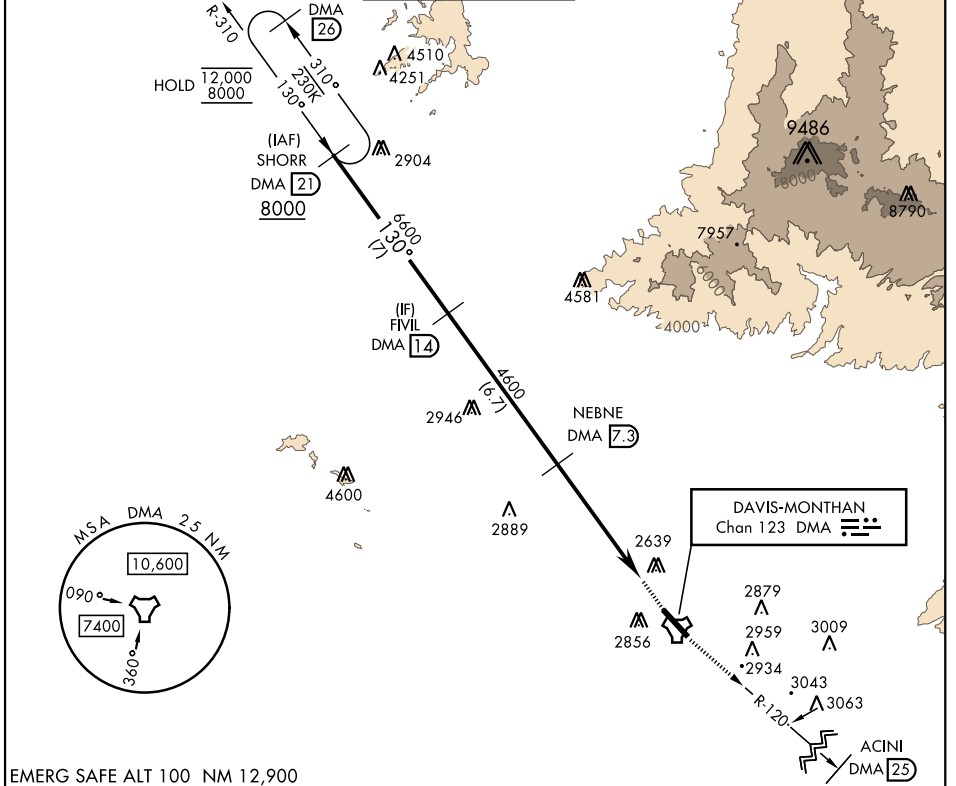 R-310
DMA
26
4510
4251
HOLD 12,000
8000
310°
230K
130°
(IAF)
SHORR
DMA 21
8000
2904
9486
8000
8790
7957
6600
130°
(7)
4581
4000
(IF)
FIVIL
DMA 14
4600
(6.7)
2946
NEBNE
DMA 7.3
4600
2889
DAVIS-MONTHAN
Chan 123 DMA
MSA DMA 25 NM
10,600
090°
7400
360°
2639
2856
2879
2959
3009
2934
3043
3063
R-120
ACINI
DMA 25
EMERG SAFE ALT 100 NM 12,900